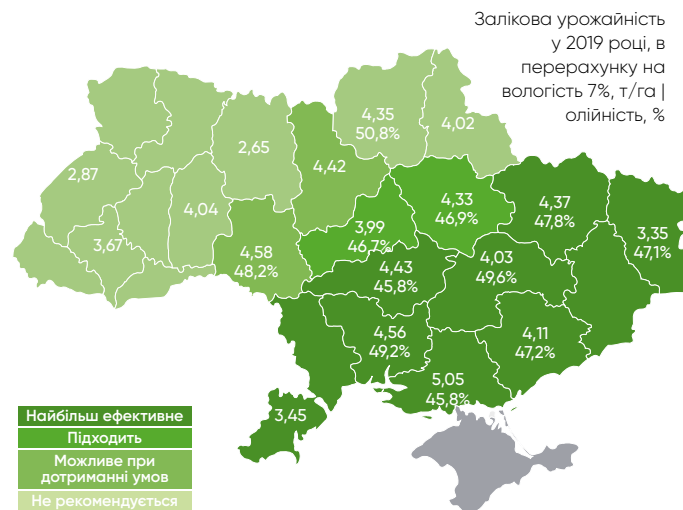 Залікова урожайність
у 2019 році, в
перерахунку на
вологість 7%, т/га |
олійність, %
4,35
50,8%
4,02
2,65
4,42
2,87
4,04
3,67
4,58
48,2%
3,99
46,7%
4,33
46,9%
4,37
47,8%
3,35
47,1%
4,43
45,8%
4,03
49,6%
4,56
49,2%
4,11
47,2%
5,05
45,8%
3,45
Найбільш ефективне
Підходить
Можливе при
дотриманні умов
Не рекомендується